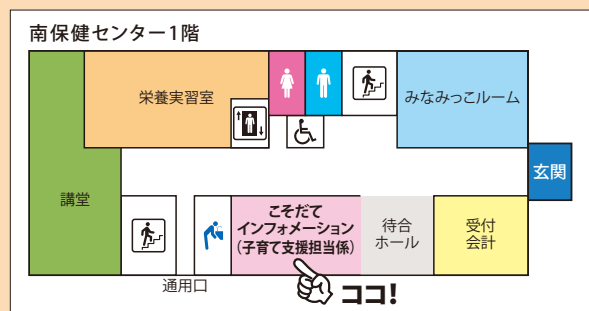 南保健センター1階
栄養実習室
みなみっこルーム
玄関
講堂
こそだて
インフォメーション
(子育て支援担当係)
待合
ホール
受付
会計
通用口
ココ!